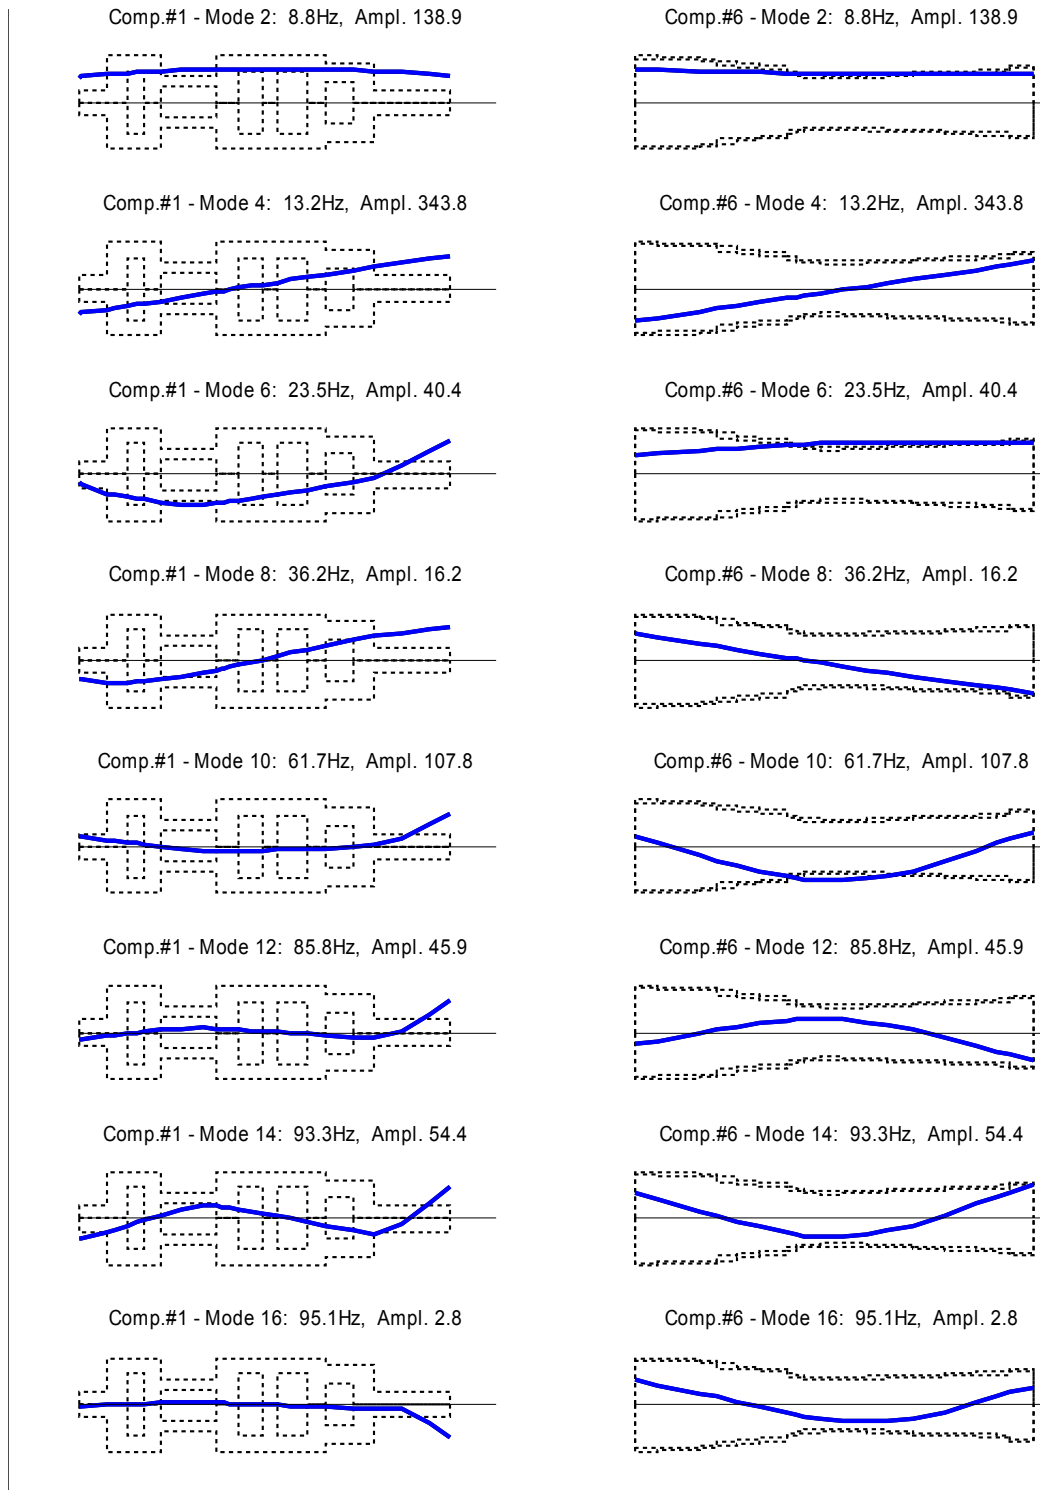 Comp.#1 - Mode 2: 8.8Hz, Ampl. 138.9
Comp.#6 - Mode 2: 8.8Hz, Ampl. 138.9
Comp.#1 - Mode 4: 13.2Hz, Ampl. 343.8
Comp.#6 - Mode 4: 13.2Hz, Ampl. 343.8
Comp.#1 - Mode 6: 23.5Hz, Ampl. 40.4
Comp.#6 - Mode 6: 23.5Hz, Ampl. 40.4
Comp.#1 - Mode 8: 36.2Hz, Ampl. 16.2
Comp.#6 - Mode 8: 36.2Hz, Ampl. 16.2
Comp.#1 - Mode 10: 61.7Hz, Ampl. 107.8
Comp.#6 - Mode 10: 61.7Hz, Ampl. 107.8
Comp.#1 - Mode 12: 85.8Hz, Ampl. 45.9
Comp.#6 - Mode 12: 85.8Hz, Ampl. 45.9
Comp.#1 - Mode 14: 93.3Hz, Ampl. 54.4
Comp.#6 - Mode 14: 93.3Hz, Ampl. 54.4
Comp.#1 - Mode 16: 95.1Hz, Ampl. 2.8
Comp.#6 - Mode 16: 95.1Hz, Ampl. 2.8